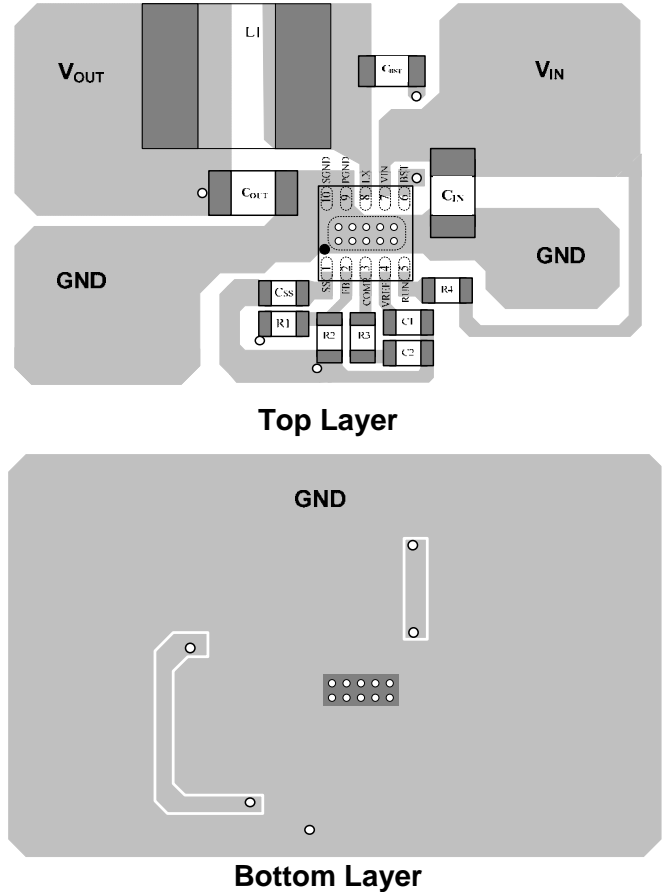 L1
CBST
VOUT
VIN
SGND
PGND
LX
VIN
BST
10
9
8
7
6
COUT
CIN
GND
GND
1
2
3
4
5
SS
FB
COMP
VREF
RUN
CSS
R4
R1
R2
R3
C1
C2
Top Layer
GND
Bottom Layer